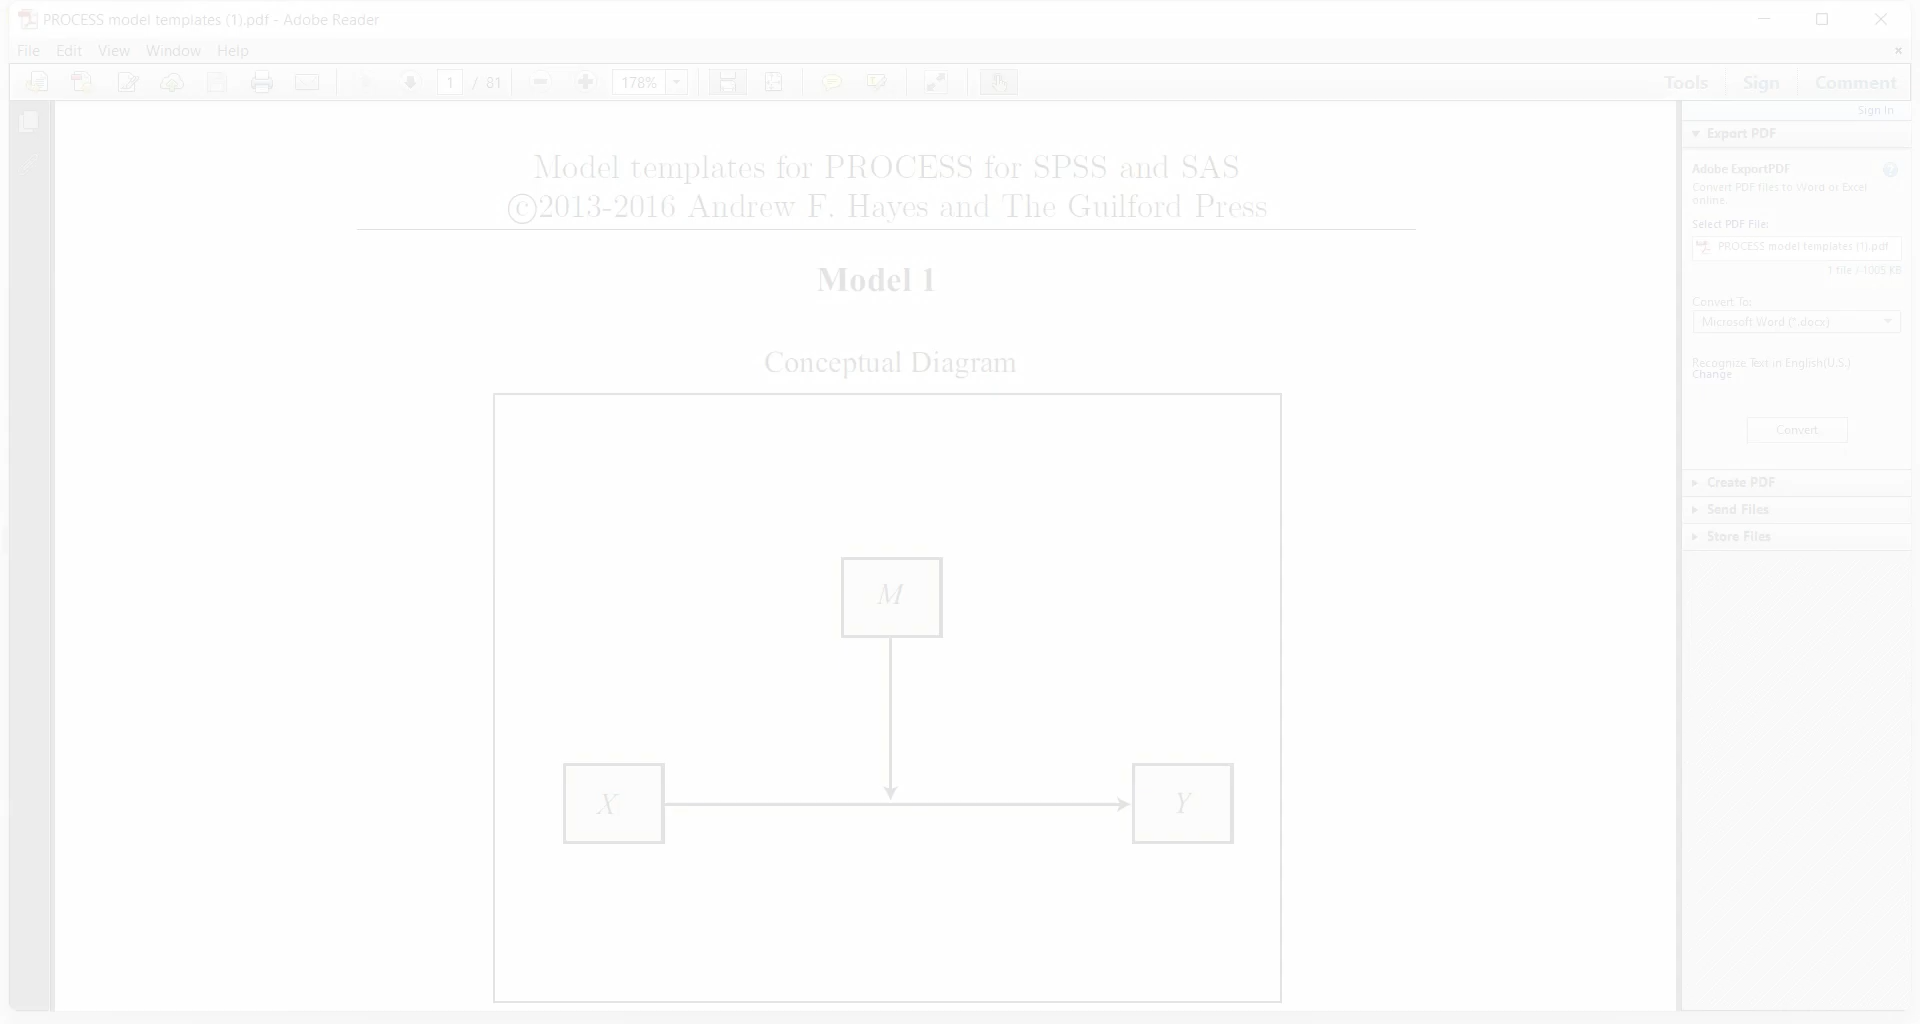 PROCESS model templates (1).pdf - Adobe Reader
File Edit View Window Help
1 / 81
178%
Tools Sign Comment
Sign In
Export PDF
Adobe ExportPDF
Convert PDF files to Word or Excel
online.
Select PDF File:
PROCESS model templates (1).pdf
1 file / 1005 KB
Convert To:
Microsoft Word (*.docx)
Recognize Text in English(U.S.)
Change
Convert
Create PDF
Send Files
Store Files
Model templates for PROCESS for SPSS and SAS
©2013-2016 Andrew F. Hayes and The Guilford Press
Model 1
Conceptual Diagram
M
X
Y